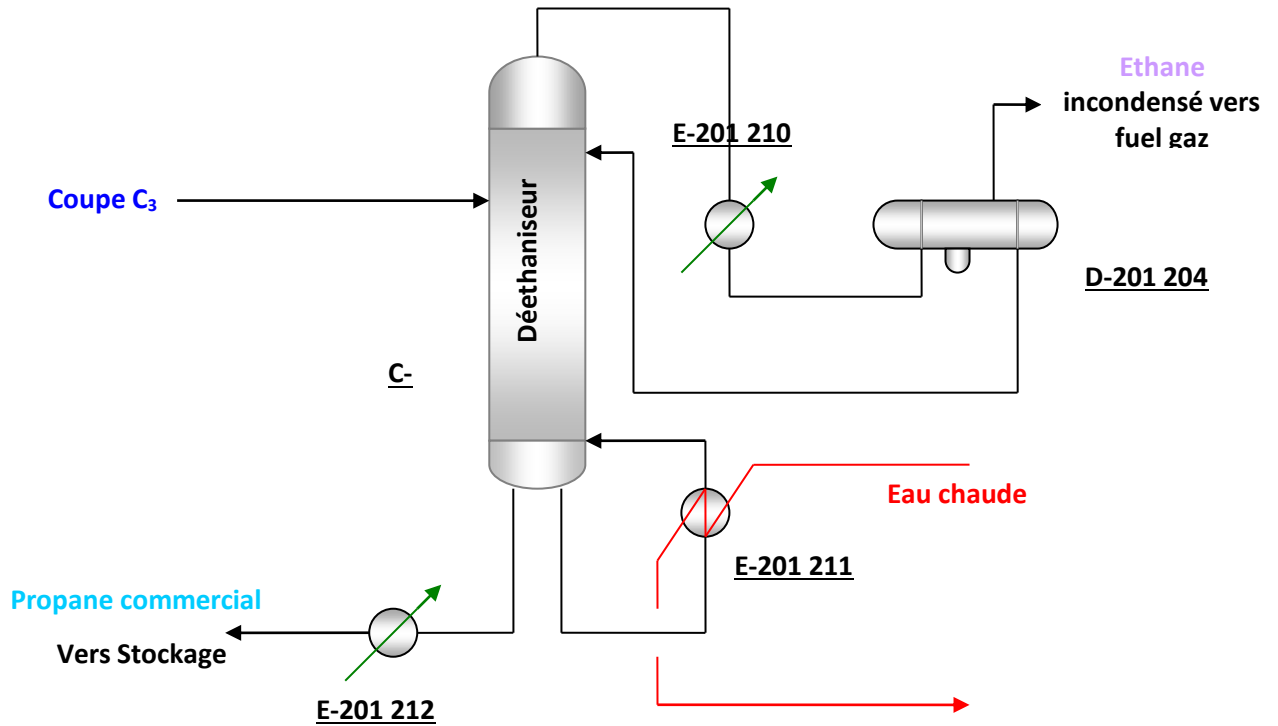 Ethane
incondensé vers
fuel gaz
E-201 210
Coupe C₃
Déethaniseur
D-201 204
C-
Eau chaude
E-201 211
Propane commercial
Vers Stockage
E-201 212